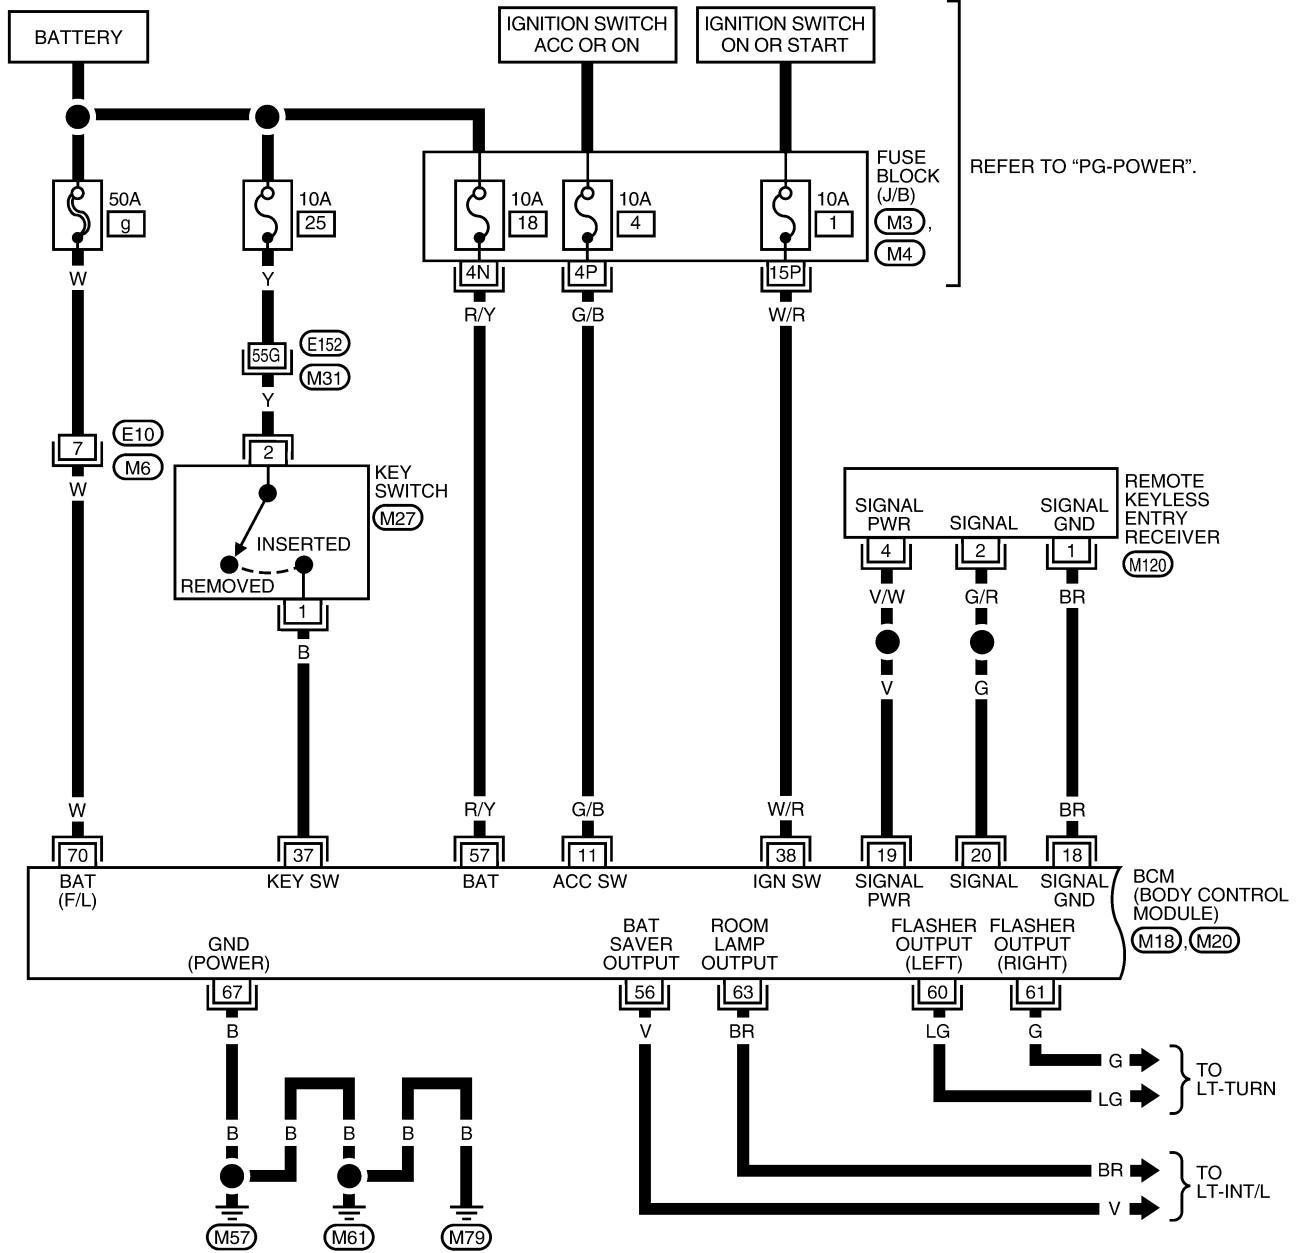 BATTERY
IGNITION SWITCH
ACC OR ON
IGNITION SWITCH
ON OR START
REFER TO “PG-POWER”.
50A
g
10A
25
10A
18
10A
4
10A
1
FUSE
BLOCK
(J/B)
M3 ,
M4
4N
4P
15P
W
Y
R/Y
G/B
W/R
55G
E152
M31
Y
7
E10
M6
W
2
KEY
SWITCH
M27
INSERTED
REMOVED
1
B
REMOTE
KEYLESS
ENTRY
RECEIVER
M120
SIGNAL
PWR
SIGNAL
SIGNAL
GND
4
2
1
V/W
G/R
BR
V
G
W
R/Y
G/B
W/R
BR
70
37
57
11
38
19
20
18
BAT
(F/L)
KEY SW
BAT
ACC SW
IGN SW
SIGNAL
PWR
SIGNAL
SIGNAL
GND
BCM
(BODY CONTROL
MODULE)
M18 , M20
GND
(POWER)
BAT
SAVER
OUTPUT
ROOM
LAMP
OUTPUT
FLASHER
OUTPUT
(LEFT)
FLASHER
OUTPUT
(RIGHT)
67
56
63
60
61
B
V
BR
LG
G
G
LG
TO
LT-TURN
B
B
B
B
B
BR
V
TO
LT-INT/L
M57
M61
M79